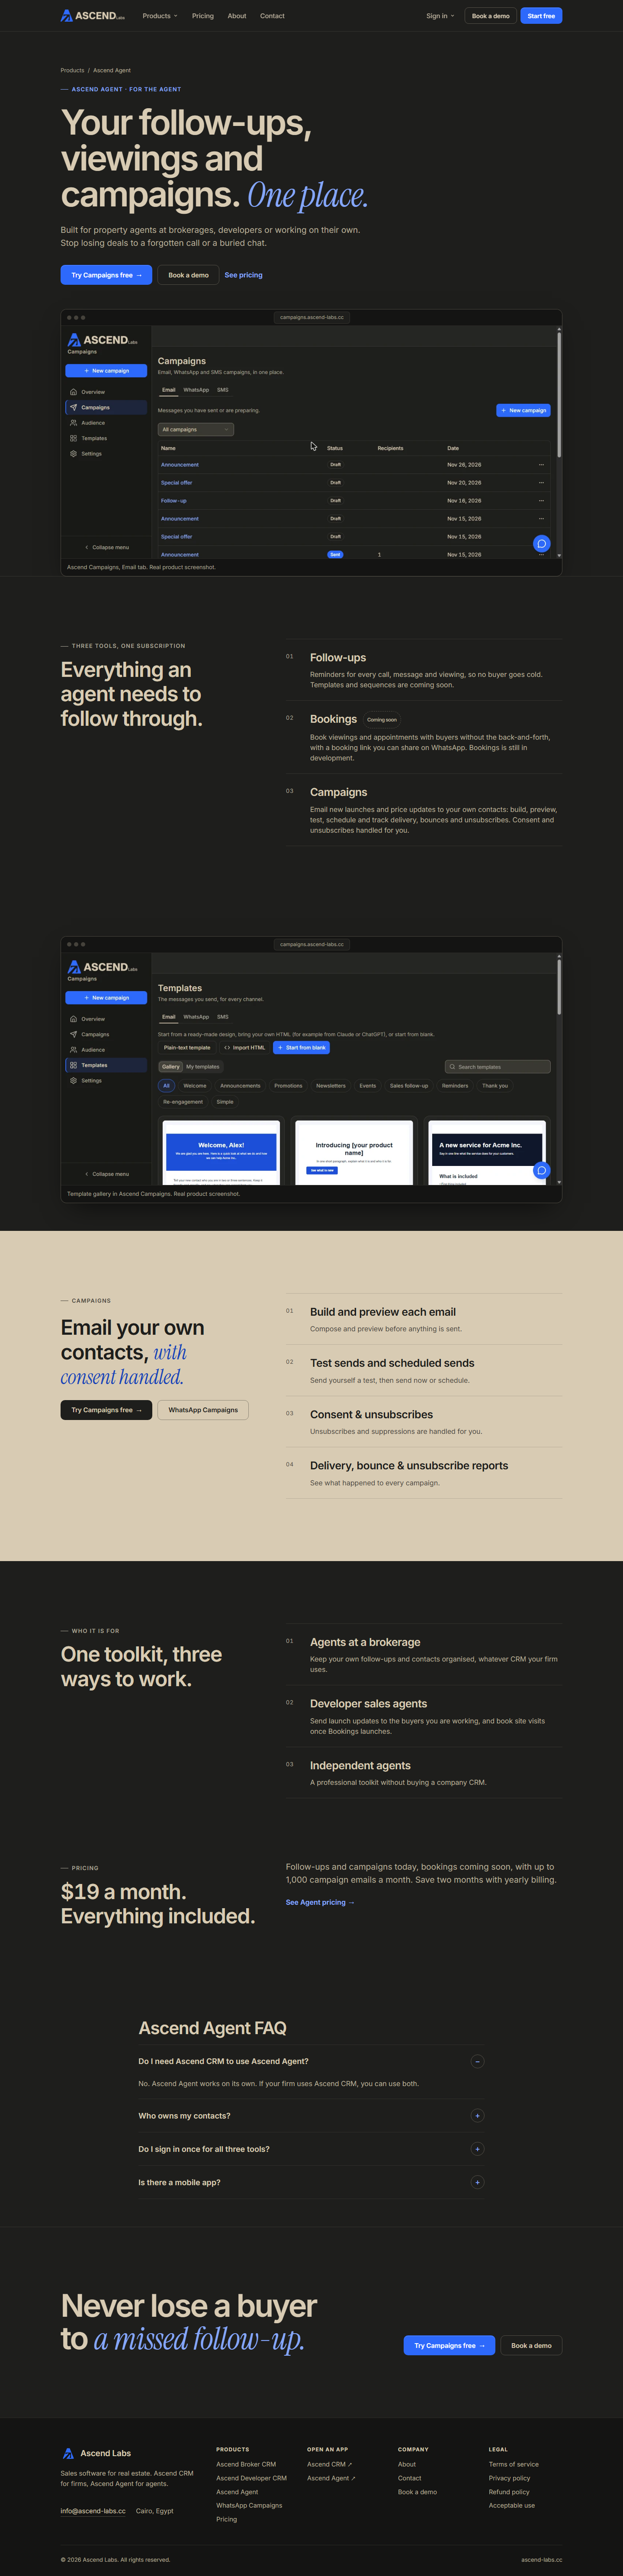 ASCEND Labs
Products
Pricing
About
Contact
Sign in
Book a demo
Start free
Products / Ascend Agent
ASCEND AGENT · FOR THE AGENT
Your follow-ups,
viewings and
campaigns. One place.
Built for property agents at brokerages, developers or working on their own.
Stop losing deals to a forgotten call or a buried chat.
Try Campaigns free →
Book a demo
See pricing
campaigns.ascend-labs.cc
ASCEND Labs
Campaigns
+ New campaign
Overview
Campaigns
Audience
Templates
Settings
Collapse menu
Campaigns
Email, WhatsApp and SMS campaigns, in one place.
Email WhatsApp SMS
Messages you have sent or are preparing.
+ New campaign
All campaigns
Name Status Recipients Date
Announcement Draft Nov 26, 2026
Special offer Draft Nov 20, 2026
Follow-up Draft Nov 16, 2026
Announcement Draft Nov 15, 2026
Special offer Draft Nov 15, 2026
Announcement Sent 1 Nov 15, 2026
Ascend Campaigns, Email tab. Real product screenshot.
THREE TOOLS, ONE SUBSCRIPTION
Everything an
agent needs to
follow through.
01 Follow-ups
Reminders for every call, message and viewing, so no buyer goes cold.
Templates and sequences are coming soon.
02 Bookings Coming soon
Book viewings and appointments with buyers without the back-and-forth,
with a booking link you can share on WhatsApp. Bookings is still in
development.
03 Campaigns
Email new launches and price updates to your own contacts: build, preview,
test, schedule and track delivery, bounces and unsubscribes. Consent and
unsubscribes handled for you.
campaigns.ascend-labs.cc
ASCEND Labs
Campaigns
+ New campaign
Overview
Campaigns
Audience
Templates
Settings
Collapse menu
Templates
The messages you send, for every channel.
Email WhatsApp SMS
Start from a ready-made design, bring your own HTML (for example from Claude or ChatGPT), or start from blank.
Plain-text template
Import HTML
+ Start from blank
Gallery My templates
Search templates
All Welcome Announcements Promotions Newsletters Events Sales follow-up Reminders Thank you
Re-engagement Simple
Welcome, Alex!
Introducing [your product
name]
A new service for Acme Inc.
What is included
Template gallery in Ascend Campaigns. Real product screenshot.
CAMPAIGNS
Email your own
contacts, with
consent handled.
Try Campaigns free →
WhatsApp Campaigns
01 Build and preview each email
Compose and preview before anything is sent.
02 Test sends and scheduled sends
Send yourself a test, then send now or schedule.
03 Consent & unsubscribes
Unsubscribes and suppressions are handled for you.
04 Delivery, bounce & unsubscribe reports
See what happened to every campaign.
WHO IT IS FOR
One toolkit, three
ways to work.
01 Agents at a brokerage
Keep your own follow-ups and contacts organised, whatever CRM your firm
uses.
02 Developer sales agents
Send launch updates to the buyers you are working, and book site visits
once Bookings launches.
03 Independent agents
A professional toolkit without buying a company CRM.
PRICING
$19 a month.
Everything included.
Follow-ups and campaigns today, bookings coming soon, with up to
1,000 campaign emails a month. Save two months with yearly billing.
See Agent pricing →
Ascend Agent FAQ
Do I need Ascend CRM to use Ascend Agent?
No. Ascend Agent works on its own. If your firm uses Ascend CRM, you can use both.
Who owns my contacts?
Do I sign in once for all three tools?
Is there a mobile app?
Never lose a buyer
to a missed follow-up.
Try Campaigns free →
Book a demo
Ascend Labs
Sales software for real estate. Ascend CRM
for firms, Ascend Agent for agents.
info@ascend-labs.cc Cairo, Egypt
PRODUCTS
Ascend Broker CRM
Ascend Developer CRM
Ascend Agent
WhatsApp Campaigns
Pricing
OPEN AN APP
Ascend CRM ↗
Ascend Agent ↗
COMPANY
About
Contact
Book a demo
LEGAL
Terms of service
Privacy policy
Refund policy
Acceptable use
© 2026 Ascend Labs. All rights reserved.
ascend-labs.cc